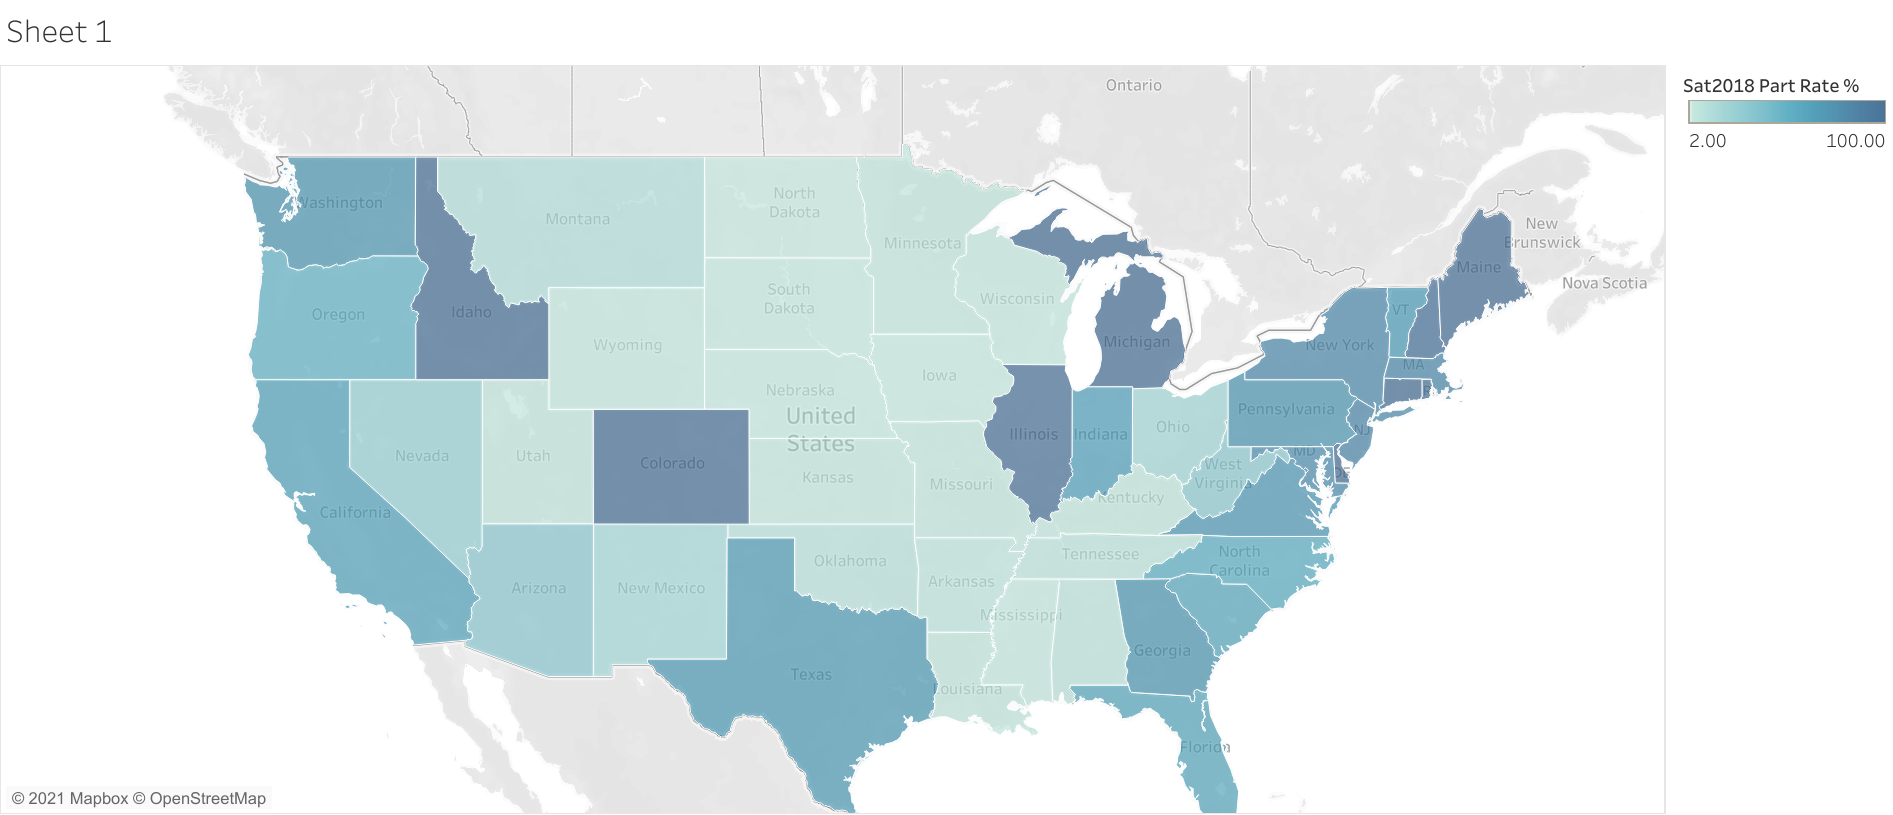 Sheet 1
Sat2018 Part Rate %
2.00
100.00
Ontario
New
Brunswick
Nova Scotia
Washington
Montana
North
Dakota
Minnesota
Maine
Oregon
Idaho
South
Dakota
Wisconsin
VT
Wyoming
Michigan
New York
MA
Iowa
Nebraska
United
States
Pennsylvania
Ohio
NJ
Illinois
Indiana
Nevada
Utah
Colorado
Kansas
Missouri
West
Virginia
MD
DE
Kentucky
California
North
Carolina
Tennessee
Oklahoma
Arkansas
Arizona
New Mexico
Mississippi
Georgia
Texas
Louisiana
Florida
© 2021 Mapbox © OpenStreetMap